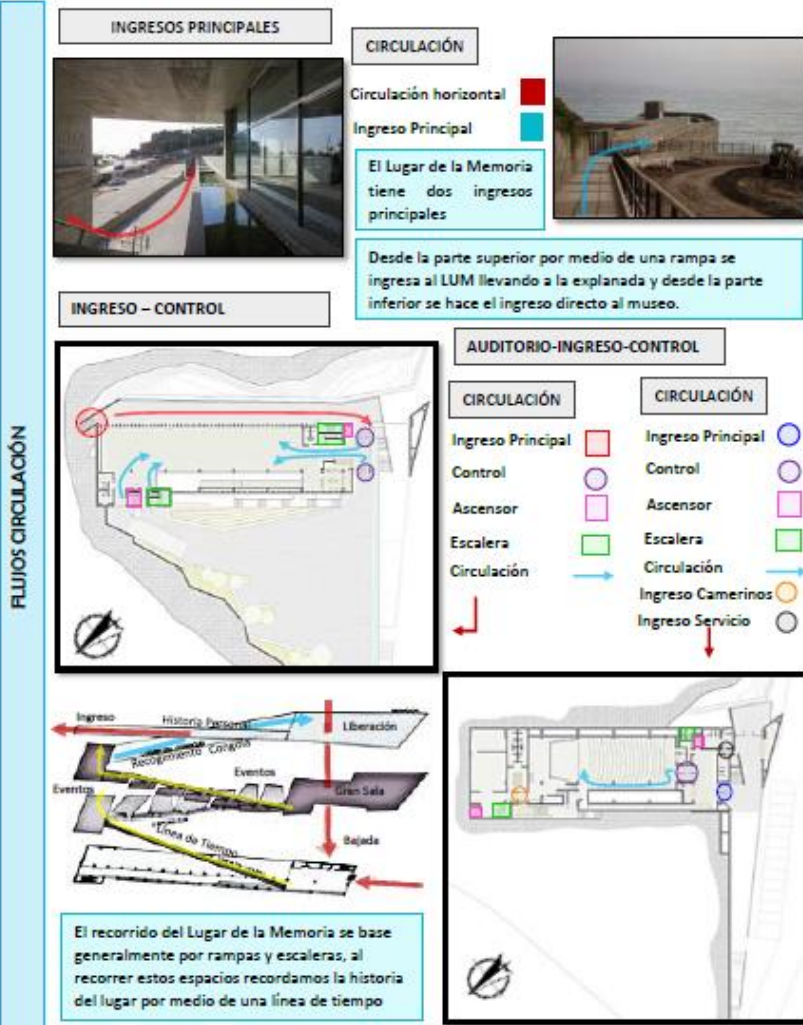 FLUJOS CIRCULACIÓN
INGRESOS PRINCIPALES
CIRCULACIÓN
Circulación horizontal
Ingreso Principal
El Lugar de la Memoria
tiene dos ingresos
principales
Desde la parte superior por medio de una rampa se
ingresa al LUM llevando a la explanada y desde la parte
inferior se hace el ingreso directo al museo.
INGRESO – CONTROL
AUDITORIO-INGRESO-CONTROL
CIRCULACIÓN
Ingreso Principal
Control
Ascensor
Escalera
Circulación
CIRCULACIÓN
Ingreso Principal
Control
Ascensor
Escalera
Circulación
Ingreso Camerinos
Ingreso Servicio
Ingreso
Historia Personal
Liberación
Recogimiento Congoja
Eventos
Eventos
Gran Sala
Línea de Tiempo
Bajada
El recorrido del Lugar de la Memoria se base
generalmente por rampas y escaleras, al
recorrer estos espacios recordamos la historia
del lugar por medio de una línea de tiempo